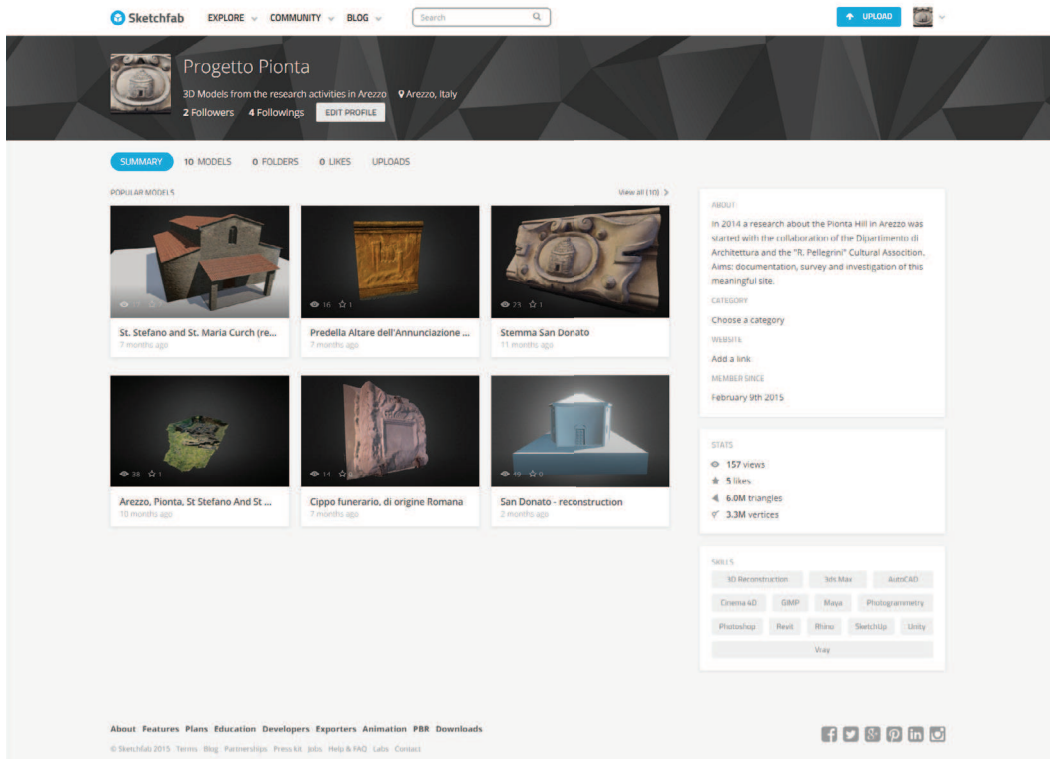 Sketchfab EXPLORE COMMUNITY BLOG Search UPLOAD
Progetto Pionta
3D Models from the research activities in Arezzo Arezzo, Italy
2 Followers 4 Followings EDIT PROFILE
SUMMARY 10 MODELS 0 FOLDERS 0 LIKES UPLOADS
POPULAR MODELS View all (10)
St. Stefano and St. Maria Curch (re...
7 months ago
16 1
Predella Altare dell'Annunciazione ...
7 months ago
23 1
Stemma San Dorato
11 months ago
38 1
Arezzo, Pionta, St Stefano And St ...
10 months ago
14
Cippo funerario, di origine Romana
7 months ago
49 0
San Donato - reconstruction
2 months ago
ABOUT
In 2014 a research about the Pionta Hill in Arezzo was
started with the collaboration of the Dipartimento di
Architettura and the "R. Pellegrini" Cultural Assocition.
Aims: documentation, survey and investigation of this
meaningful site.
CATEGORY
Choose a category
WEBSITE
Add a link
MEMBER SINCE
February 9th 2015
STATS
157 views
5 likes
6.0M triangles
3.3M vertices
SKILLS
3D Reconstruction 3ds Max AutoCAD
Cinema 4D GIMP Maya Photogrammetry
Photoshop Revit Rhino SketchUp Unity
Vray
About Features Plans Education Developers Exporters Animation PBR Downloads
© Sketchfab 2015 Terms Blog Partnerships Press kit Jobs Help & FAQ Labs Contact